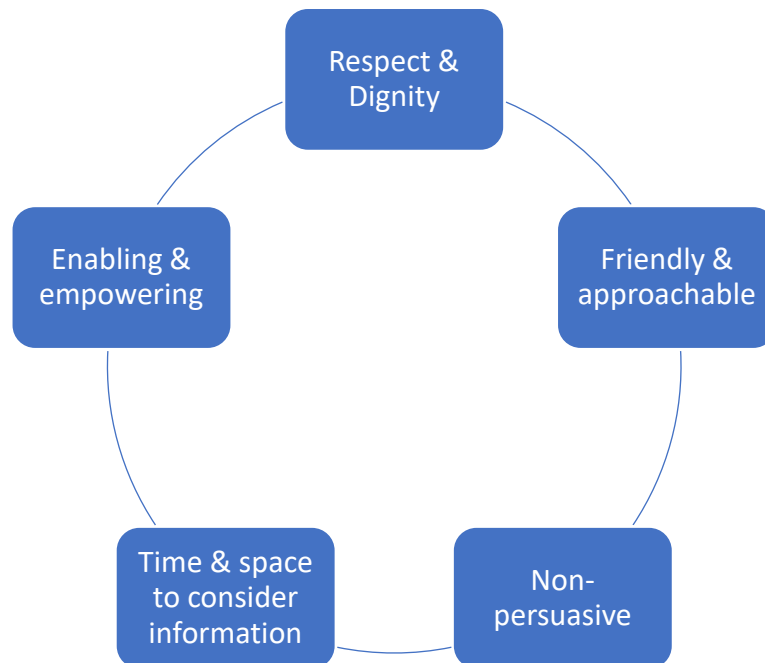 Respect &
Dignity
Friendly &
approachable
Non-
persuasive
Time & space
to consider
information
Enabling &
empowering